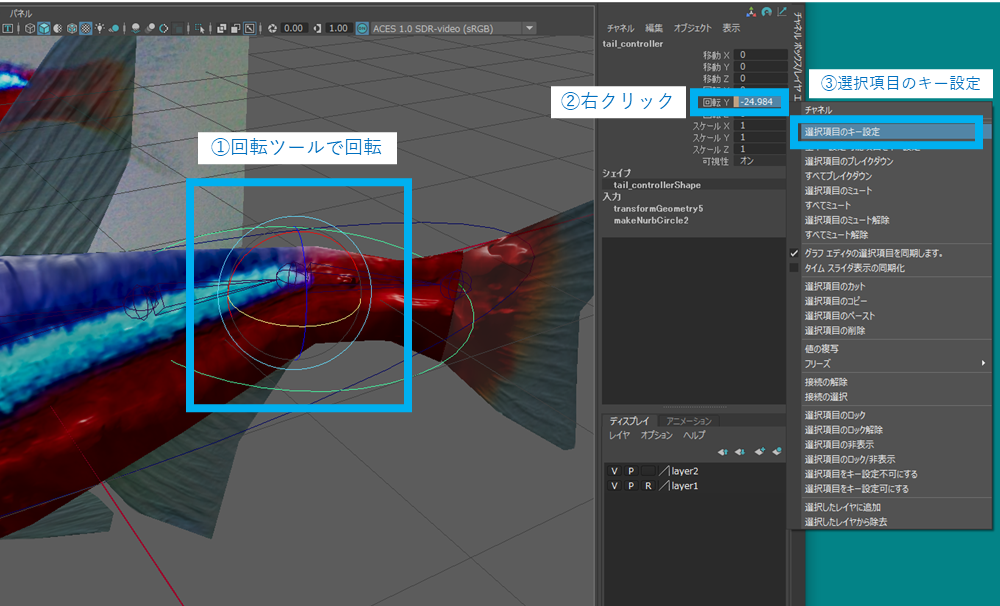 パネル
0.00
1.00
ACES 1.0 SDR-video (sRGB)
①回転ツールで回転
②右クリック
③選択項目のキー設定
チャネル 編集 オブジェクト 表示
tail_controller
移動 X 0
移動 Y 0
移動 Z 0
回転 Y -24.984
スケール X 1
スケール Y 1
スケール Z 1
可視性 オン
シェイプ
tail_controllerShape
入力
transformGeometry5
makeNurbCircle2
ディスプレイ アニメーション
レイヤ オプション ヘルプ
V P layer2
V P R layer1
チャネル ボックス/レイヤ エ
チャネル
選択項目のキー設定
選択項目のブレイクダウン
すべてブレイクダウン
選択項目のミュート
すべてミュート
選択項目のミュート解除
すべてミュート解除
グラフ エディタの選択項目を同期します。
タイム スライダ表示の同期化
選択項目のカット
選択項目のコピー
選択項目のペースト
選択項目の削除
値の複写
フリーズ
接続の解除
接続の選択
選択項目のロック
選択項目のロック解除
選択項目の非表示
選択項目のロック/非表示
選択項目をキー設定不可にする
選択項目をキー設定可にする
選択したレイヤに追加
選択したレイヤから除去